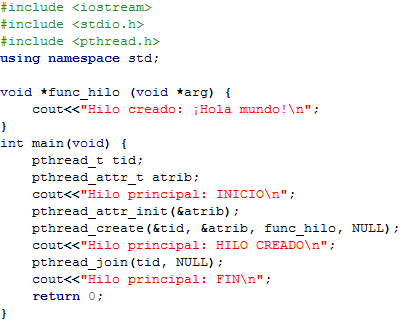 #include <iostream>
#include <stdio.h>
#include <pthread.h>
using namespace std;

void *func_hilo (void *arg) {
    cout<<"Hilo creado: ¡Hola mundo!\n";
}
int main(void) {
    pthread_t tid;
    pthread_attr_t atrib;
    cout<<"Hilo principal: INICIO\n";
    pthread_attr_init(&atrib);
    pthread_create(&tid, &atrib, func_hilo, NULL);
    cout<<"Hilo principal: HILO CREADO\n";
    pthread_join(tid, NULL);
    cout<<"Hilo principal: FIN\n";
    return 0;
}